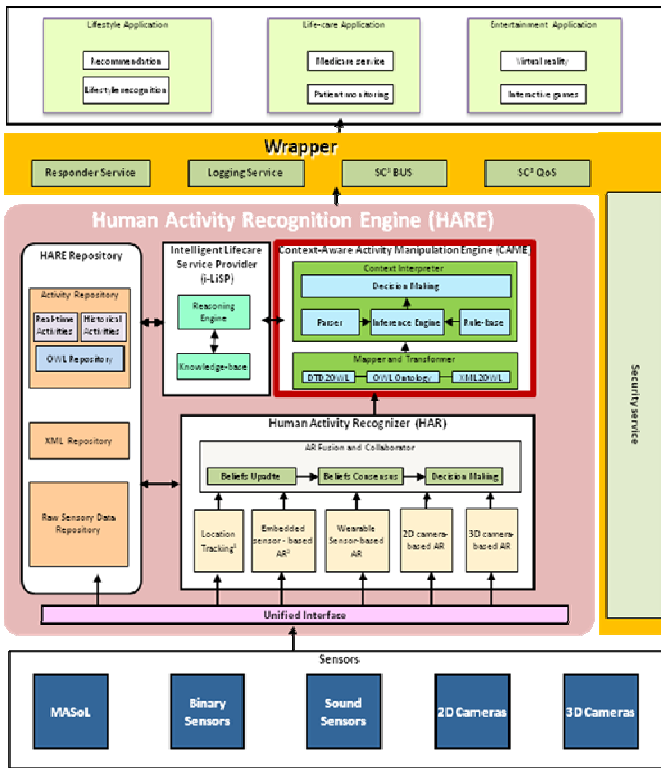 Lifestyle Application
Life-care Application
Entertainment Application
Recommendation
Medicare service
Virtual reality
Lifestyle recognition
Patient monitoring
Interactive games
Wrapper
Responder Service
Logging Service
SC³ BUS
SC³ QoS
Human Activity Recognition Engine (HARE)
HARE Repository
Activity Repository
Real-time
Activities
Historical
Activities
OWL Repository
XML Repository
Raw Sensory Data
Repository
Intelligent Lifecare
Service Provider
(i-LiSP)
Reasoning
Engine
Knowledge-base
Context-Aware Activity Manipulation Engine (CAME)
Context Interpreter
Decision Making
Parser
Inference Engine
Rule-base
Mapper and Transformer
DTD2OWL
OWL Ontology
XML2OWL
Human Activity Recognizer (HAR)
AR Fusion and Collaborator
Beliefs Upadte
Beliefs Consenses
Decision Making
Location
Tracking
Embedded
sensor - based
AR
Wearable
Sensor-based
AR
2D camera-
based AR
3D camera-
based AR
Unified Interface
Security service
Sensors
MASoL
Binary
Sensors
Sound
Sensors
2D Cameras
3D Cameras